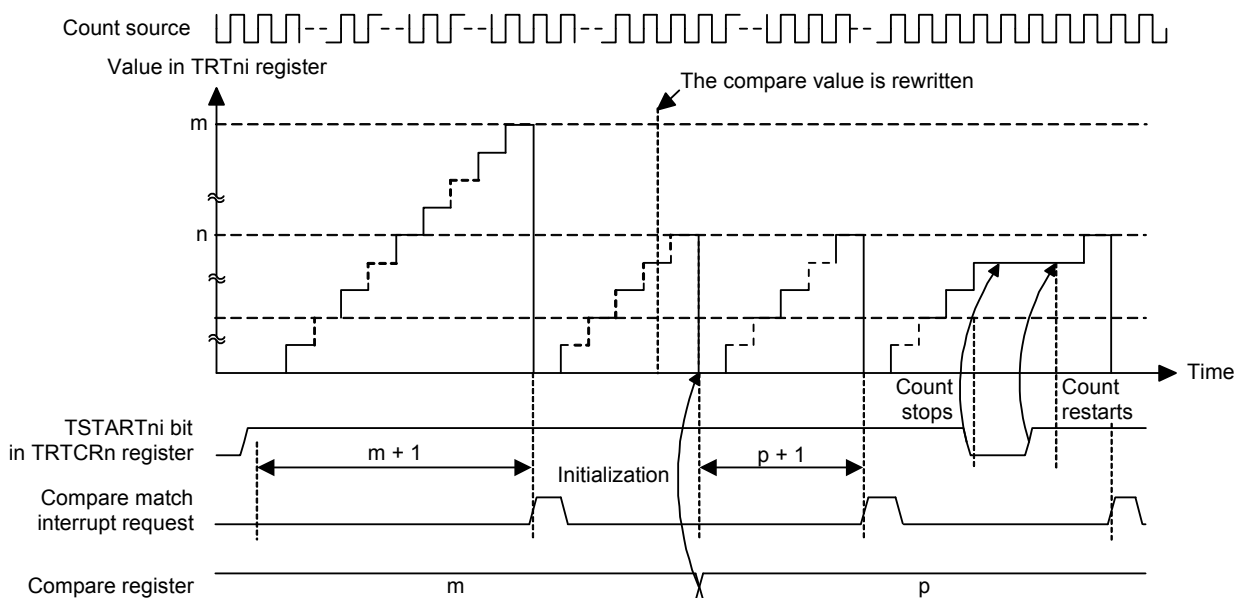 Count source
Value in TRTni register
The compare value is rewritten
m
n
Time
Count
stops
Count
restarts
TSTARTni bit
in TRTCRn register
m + 1
Initialization
p + 1
Compare match
interrupt request
Compare register
m
p